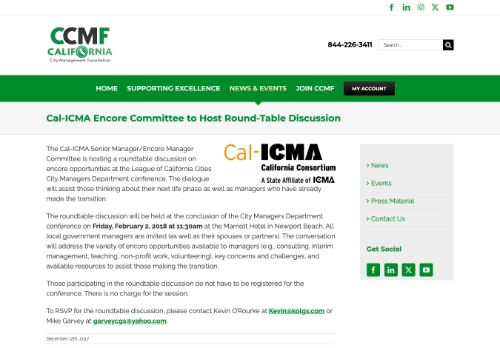 CCMF
CALIFORNIA
City Management Foundation
844-226-3411
Search...
HOME SUPPORTING EXCELLENCE NEWS & EVENTS JOIN CCMF MY ACCOUNT
Cal-ICMA Encore Committee to Host Round-Table Discussion
The Cal-ICMA Senior Manager/Encore Manager
Committee is hosting a roundtable discussion on
encore opportunities at the League of California Cities
City Managers Department conference. The dialogue
will assist those thinking about their next life phase as well as managers who have already
made the transition.
Cal-ICMA
California Consortium
A State Affiliate of ICMA
The roundtable discussion will be held at the conclusion of the City Managers Department
conference on Friday, February 2, 2018 at 11:30am at the Marriott Hotel in Newport Beach. All
local government managers are invited (as well as their spouses or partners). The conversation
will address the variety of encore opportunities available to managers (e.g., consulting, interim
management, teaching, non-profit work, volunteering), key concerns and challenges, and
available resources to assist those making the transition.
Those participating in the roundtable discussion do not have to be registered for the
conference. There is no charge for the session.
To RSVP for the roundtable discussion, please contact Kevin O'Rourke at Kevin@kolgs.com or
Mike Garvey at garveycgs@yahoo.com.
December 12th, 2017
> News
> Events
> Press Material
> Contact Us
Get Social